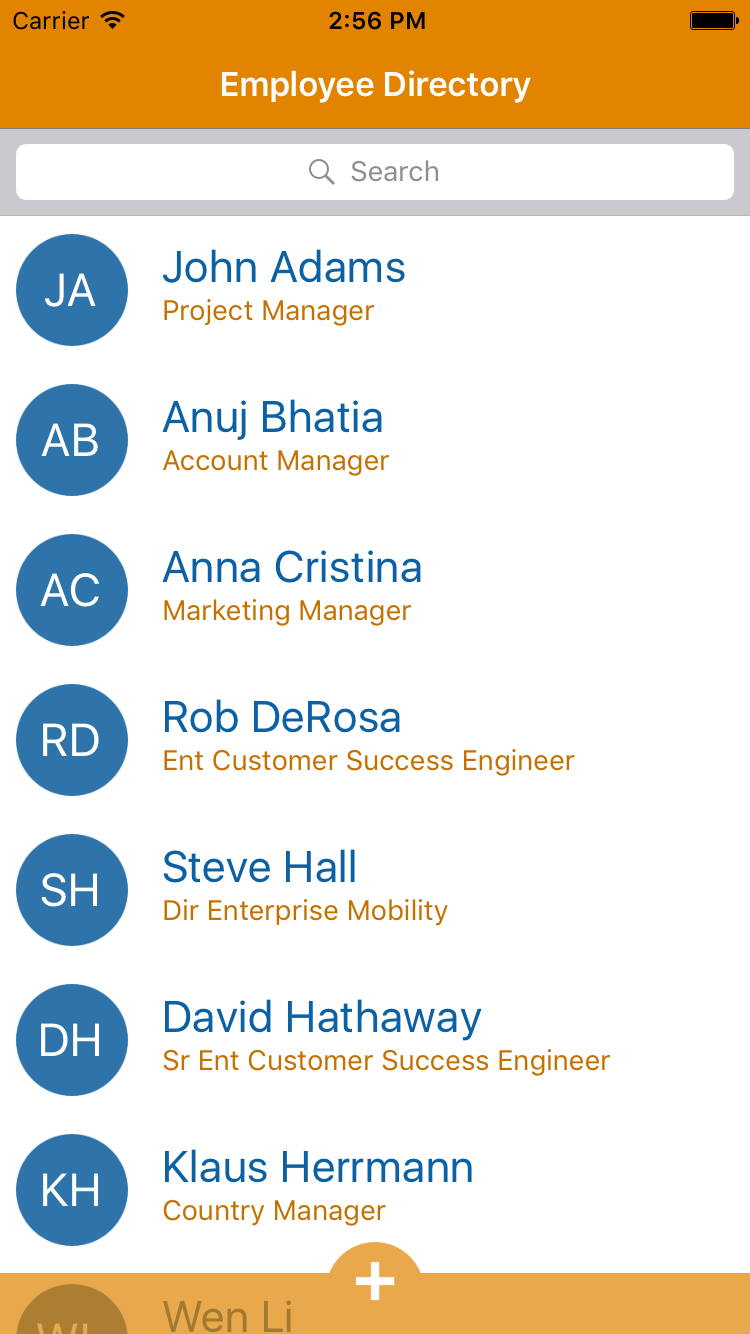 Carrier 2:56 PM
Employee Directory
Search
JA John Adams
Project Manager
AB Anuj Bhatia
Account Manager
AC Anna Cristina
Marketing Manager
RD Rob DeRosa
Ent Customer Success Engineer
SH Steve Hall
Dir Enterprise Mobility
DH David Hathaway
Sr Ent Customer Success Engineer
KH Klaus Herrmann
Country Manager
+
WL Wen Li